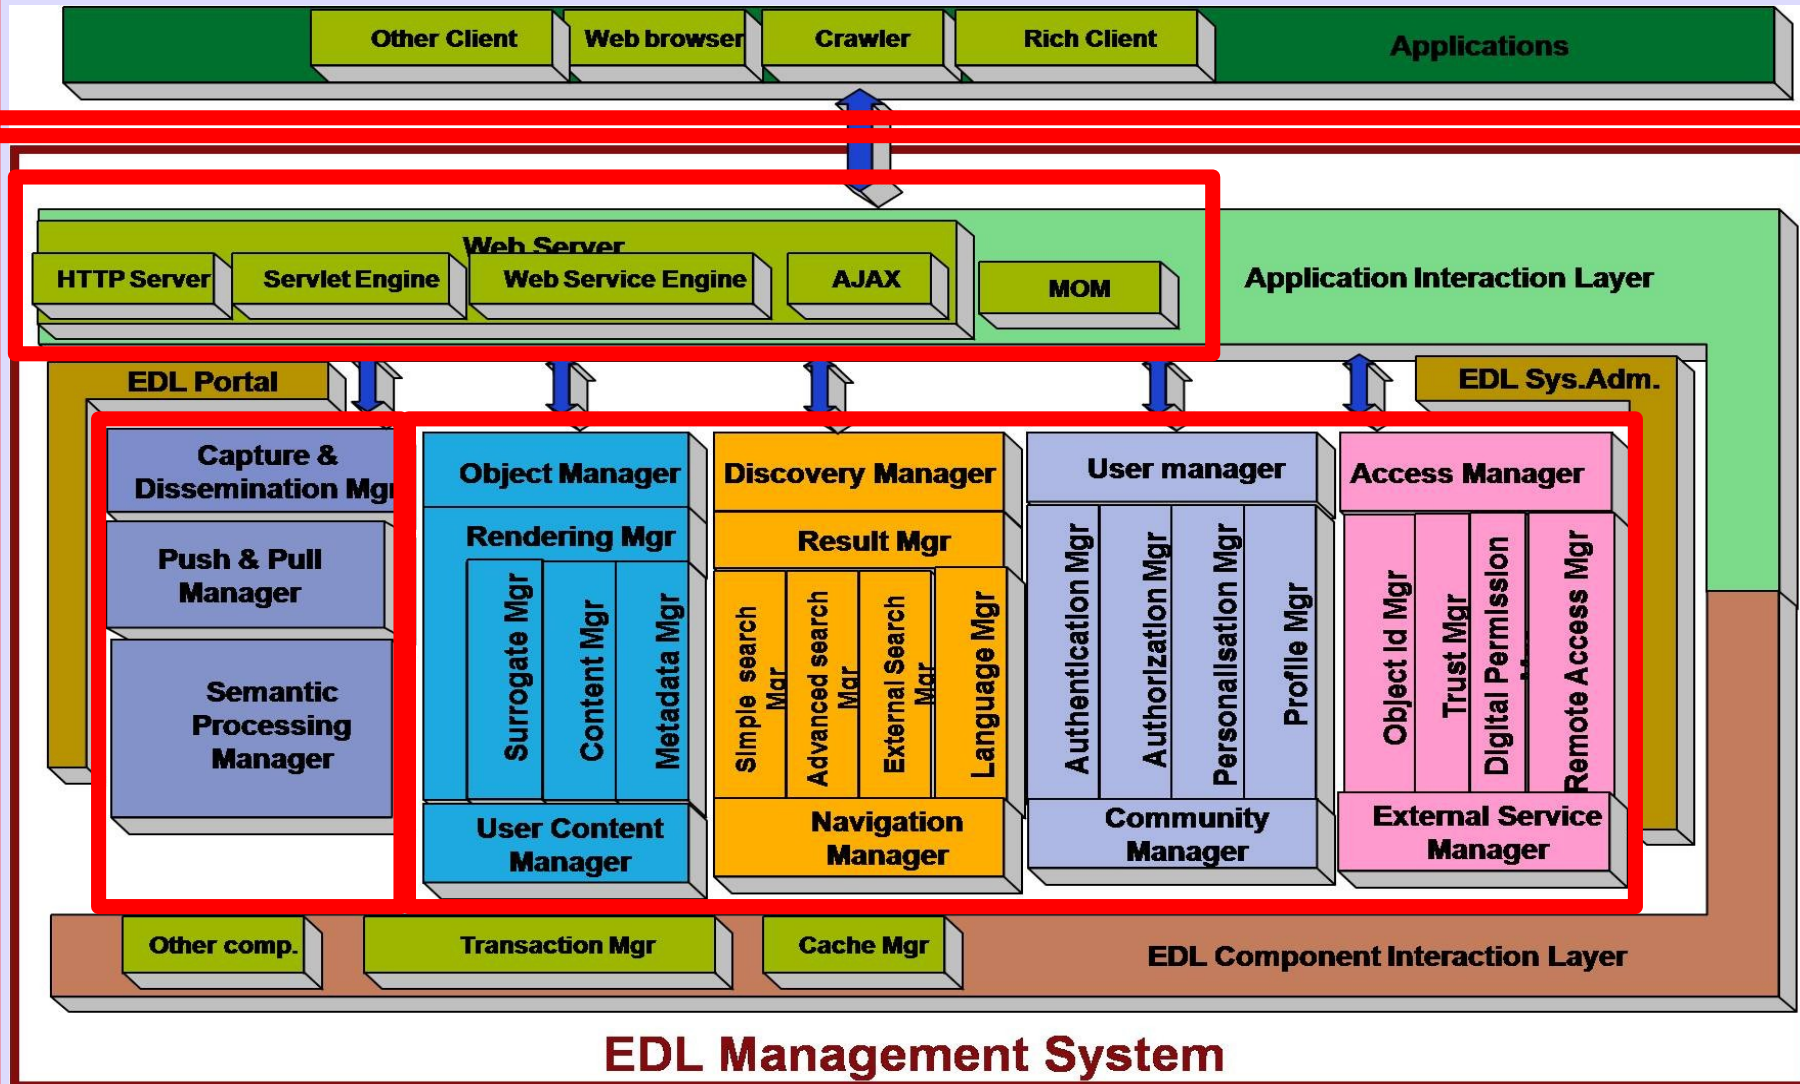 Other Client
Web browser
Crawler
Rich Client
Applications
Web Server
HTTP Server
Servlet Engine
Web Service Engine
AJAX
MOM
Application Interaction Layer
EDL Portal
EDL Sys.Adm.
Capture &
Dissemination Mgr
Push & Pull
Manager
Semantic
Processing
Manager
Object Manager
Rendering Mgr
Surrogate Mgr
Content Mgr
Metadata Mgr
User Content
Manager
Discovery Manager
Result Mgr
Simple search
Mgr
Advanced search
Mgr
External Search
Mgr
Language Mgr
Navigation
Manager
User manager
Authentication Mgr
Authorization Mgr
Personalisation Mgr
Profile Mgr
Community
Manager
Access Manager
Object Id Mgr
Trust Mgr
Digital Permission
Remote Access Mgr
External Service
Manager
Other comp.
Transaction Mgr
Cache Mgr
EDL Component Interaction Layer
EDL Management System